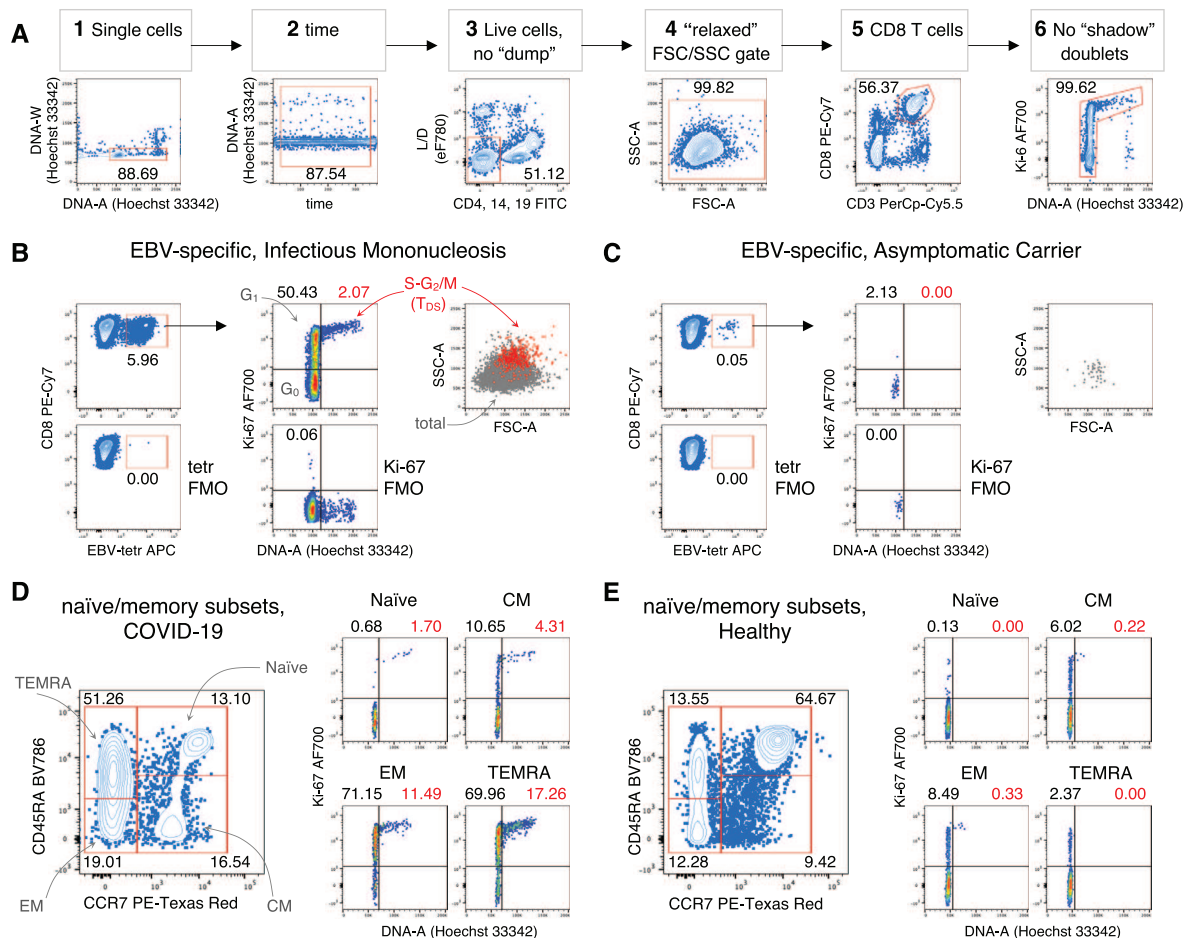 A
1 Single cells
2 time
3 Live cells,
no “dump”
4 “relaxed”
FSC/SSC gate
5 CD8 T cells
6 No “shadow”
doublets
DNA-W
(Hoechst 33342)
88.69
DNA-A (Hoechst 33342)
DNA-A
(Hoechst 33342)
87.54
time
L/D
(eF780)
51.12
CD4, 14, 19 FITC
99.82
SSC-A
FSC-A
56.37
CD8 PE-Cy7
CD3 PerCp-Cy5.5
99.62
Ki-6 AF700
DNA-A (Hoechst 33342)
B
EBV-specific, Infectious Mononucleosis
CD8 PE-Cy7
5.96
0.00
tetr
FMO
EBV-tetr APC
G1
50.43
2.07
S-G2/M
(TDS)
G0
Ki-67 AF700
0.06
Ki-67
FMO
DNA-A (Hoechst 33342)
SSC-A
total
FSC-A
C
EBV-specific, Asymptomatic Carrier
CD8 PE-Cy7
0.05
0.00
tetr
FMO
EBV-tetr APC
2.13
0.00
Ki-67 AF700
0.00
Ki-67
FMO
DNA-A (Hoechst 33342)
SSC-A
FSC-A
D
naïve/memory subsets,
COVID-19
TEMRA
51.26
13.10
Naïve
CD45RA BV786
19.01
16.54
EM
CM
CCR7 PE-Texas Red
Naïve
0.68
1.70
CM
10.65
4.31
Ki-67 AF700
EM
71.15
11.49
TEMRA
69.96
17.26
DNA-A (Hoechst 33342)
E
naïve/memory subsets,
Healthy
13.55
64.67
CD45RA BV786
12.28
9.42
CCR7 PE-Texas Red
Naïve
0.13
0.00
CM
6.02
0.22
Ki-67 AF700
EM
8.49
0.33
TEMRA
2.37
0.00
DNA-A (Hoechst 33342)